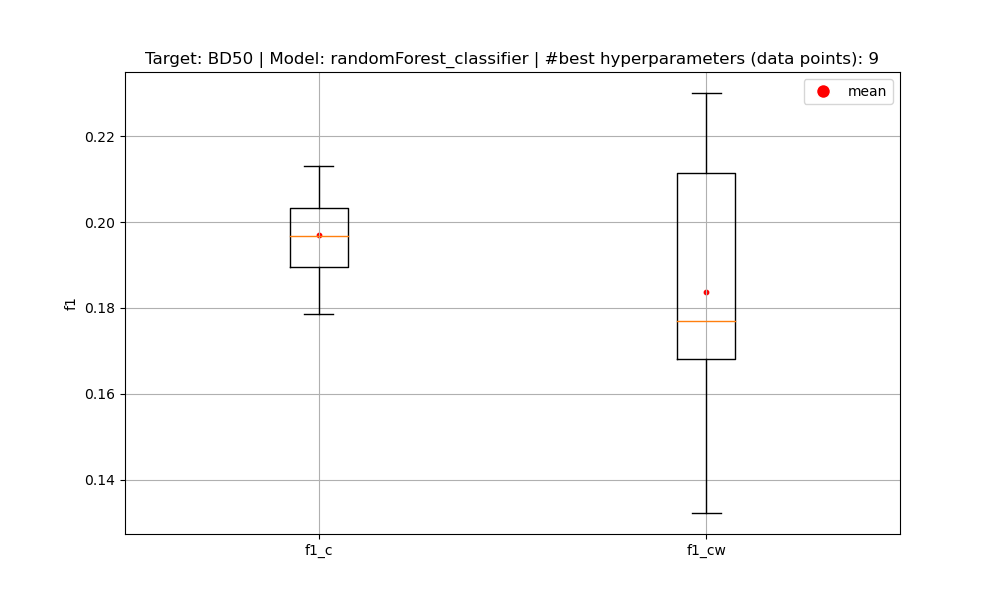 Target: BD50 | Model: randomForest_classifier | #best hyperparameters (data points): 9
mean
0.22
0.20
0.18
0.16
0.14
f1
f1_c
f1_cw